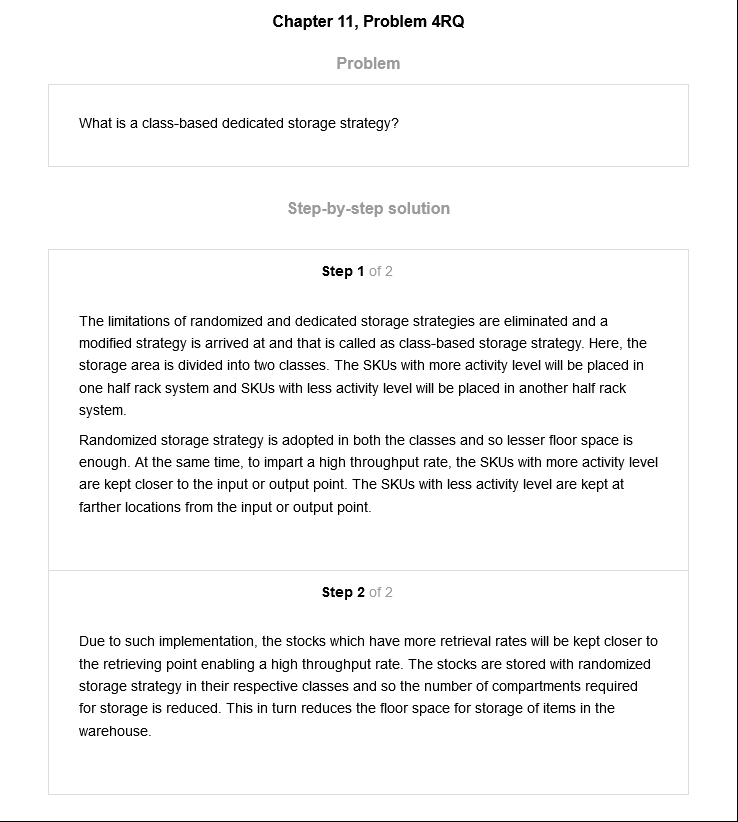 Chapter 11, Problem 4RQ
Problem
What is a class-based dedicated storage strategy?
Step-by-step solution
Step 1 of 2
The limitations of randomized and dedicated storage strategies are eliminated and a
modified strategy is arrived at and that is called as class-based storage strategy. Here, the
storage area is divided into two classes. The SKUs with more activity level will be placed in
one half rack system and SKUs with less activity level will be placed in another half rack
system.
Randomized storage strategy is adopted in both the classes and so lesser floor space is
enough. At the same time, to impart a high throughput rate, the SKUs with more activity level
are kept closer to the input or output point. The SKUs with less activity level are kept at
farther locations from the input or output point.
Step 2 of 2
Due to such implementation, the stocks which have more retrieval rates will be kept closer to
the retrieving point enabling a high throughput rate. The stocks are stored with randomized
storage strategy in their respective classes and so the number of compartments required
for storage is reduced. This in turn reduces the floor space for storage of items in the
warehouse.